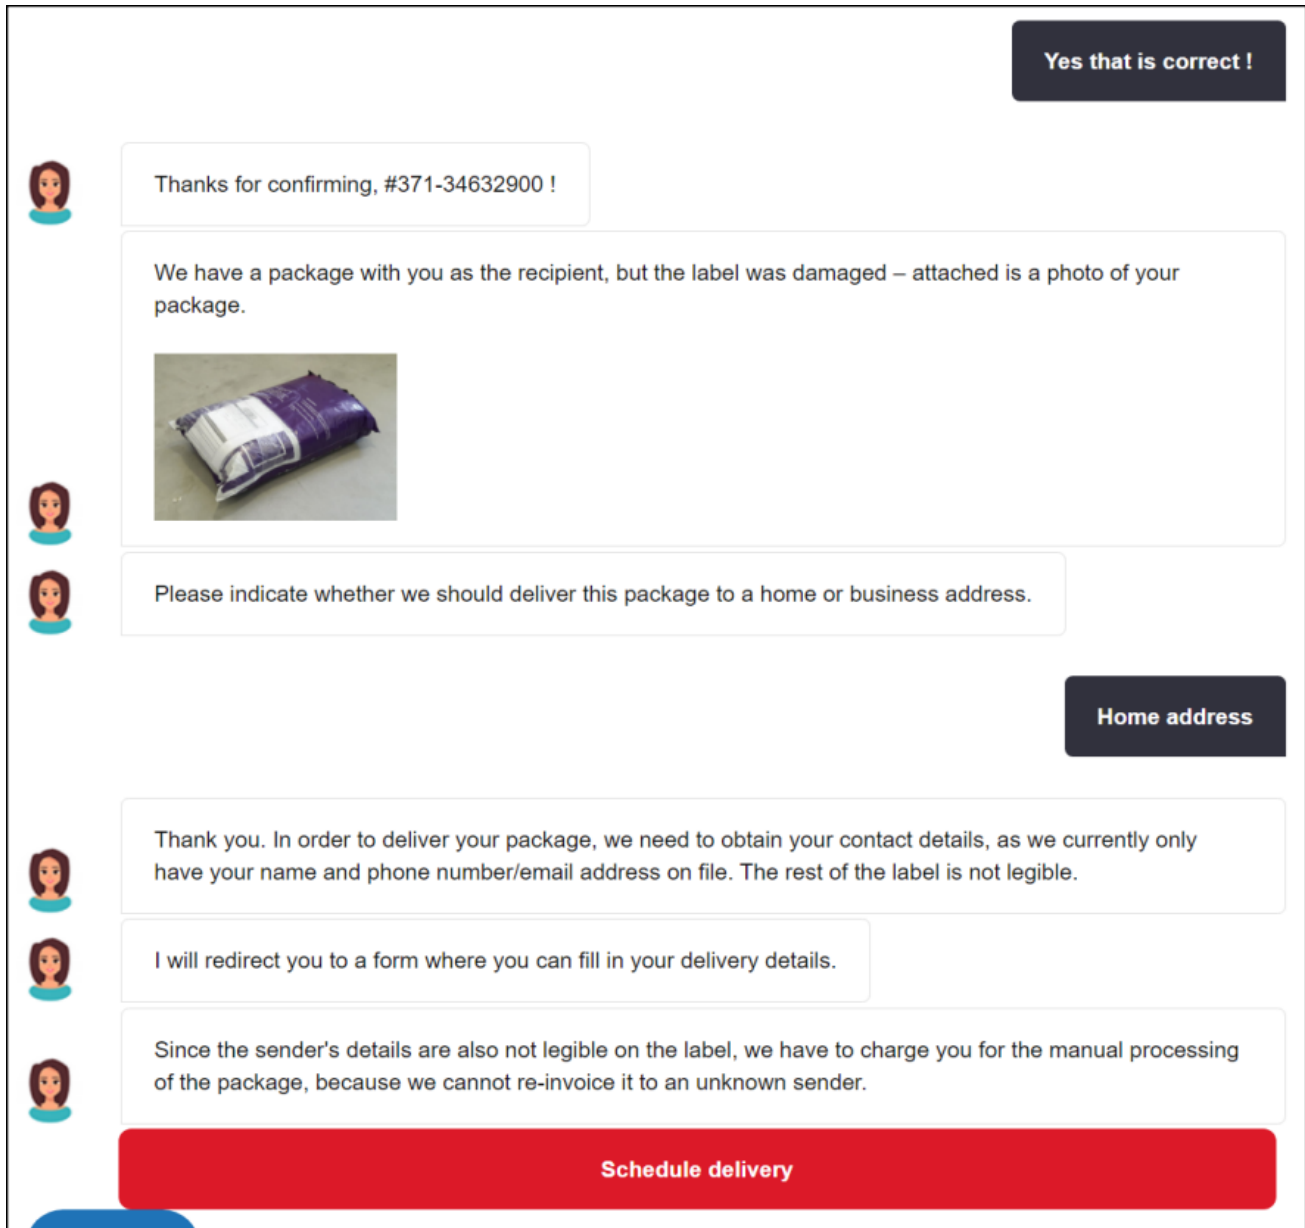 Yes that is correct !
Thanks for confirming, #371-34632900 !
We have a package with you as the recipient, but the label was damaged – attached is a photo of your
package.
Please indicate whether we should deliver this package to a home or business address.
Home address
Thank you. In order to deliver your package, we need to obtain your contact details, as we currently only
have your name and phone number/email address on file. The rest of the label is not legible.
I will redirect you to a form where you can fill in your delivery details.
Since the sender's details are also not legible on the label, we have to charge you for the manual processing
of the package, because we cannot re-invoice it to an unknown sender.
Schedule delivery